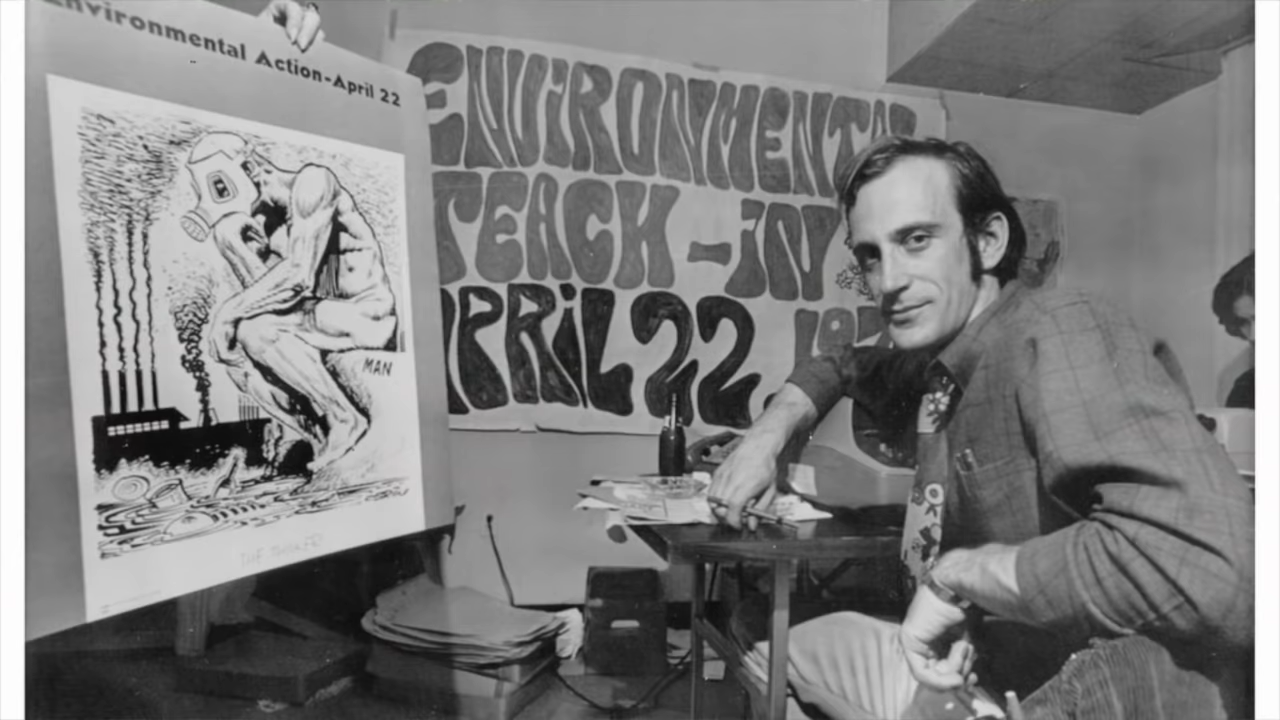 Environmental Action-April 22
MAN
ENVIRONMENTAL
TEACH-IN
APRIL 22